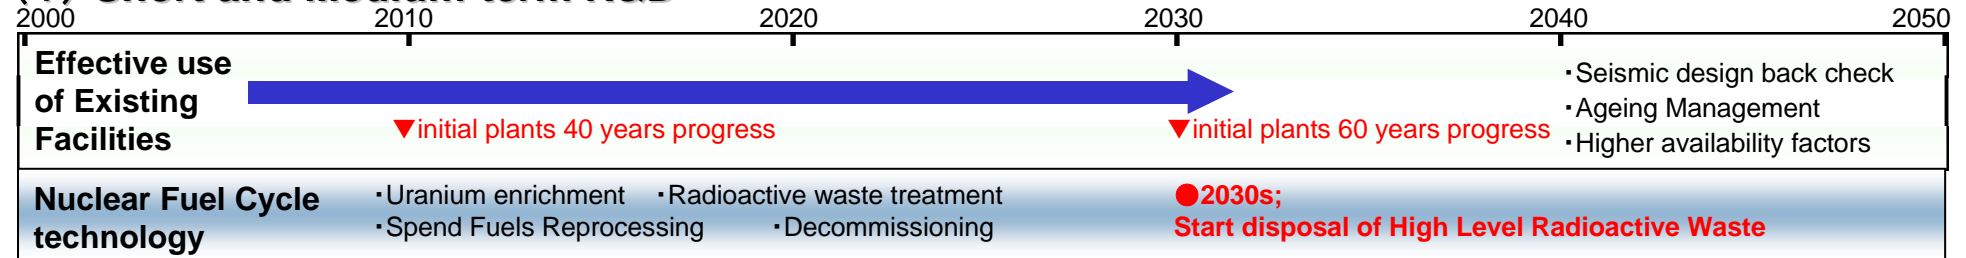 2000 2010 2020 2030 2040 2050
Effective use
of Existing
Facilities
▼initial plants 40 years progress
▼initial plants 60 years progress
・Seismic design back check
・Ageing Management
・Higher availability factors
Nuclear Fuel Cycle
technology
・Uranium enrichment ・Radioactive waste treatment
・Spend Fuels Reprocessing ・Decommissioning
●2030s;
Start disposal of High Level Radioactive Waste